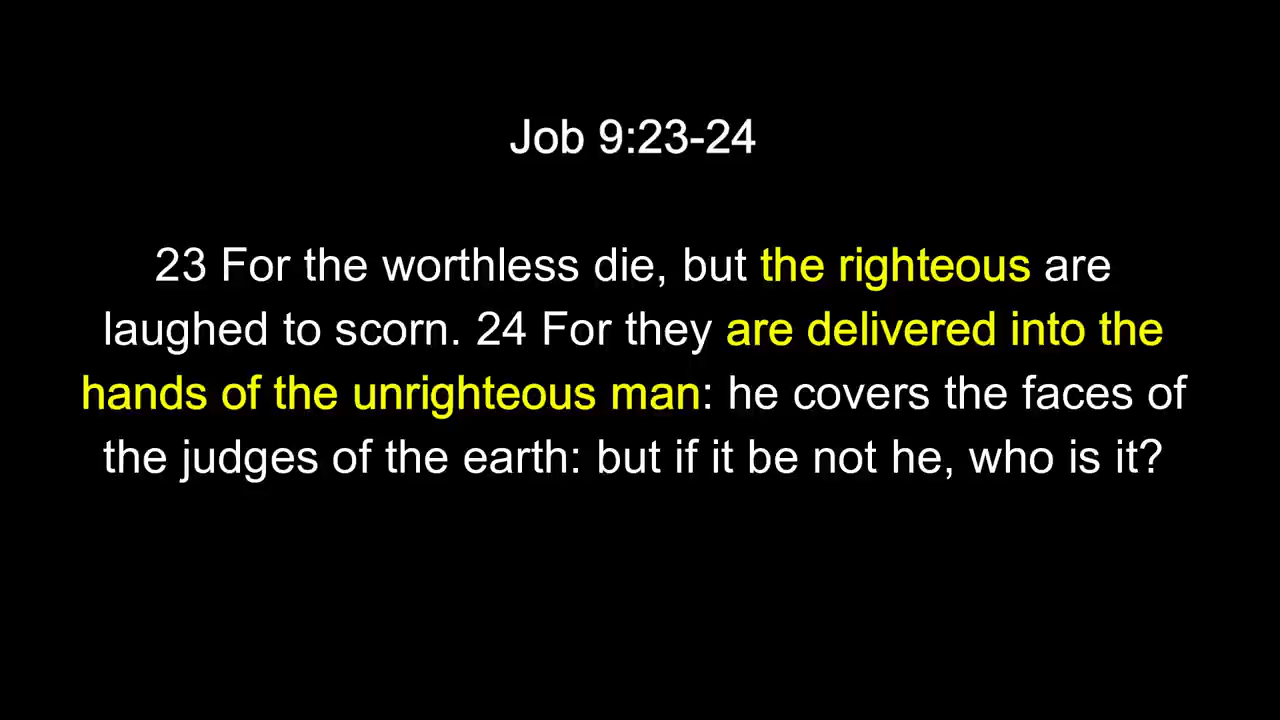 Job 9:23-24
23 For the worthless die, but the righteous are
laughed to scorn. 24 For they are delivered into the
hands of the unrighteous man: he covers the faces of
the judges of the earth: but if it be not he, who is it?